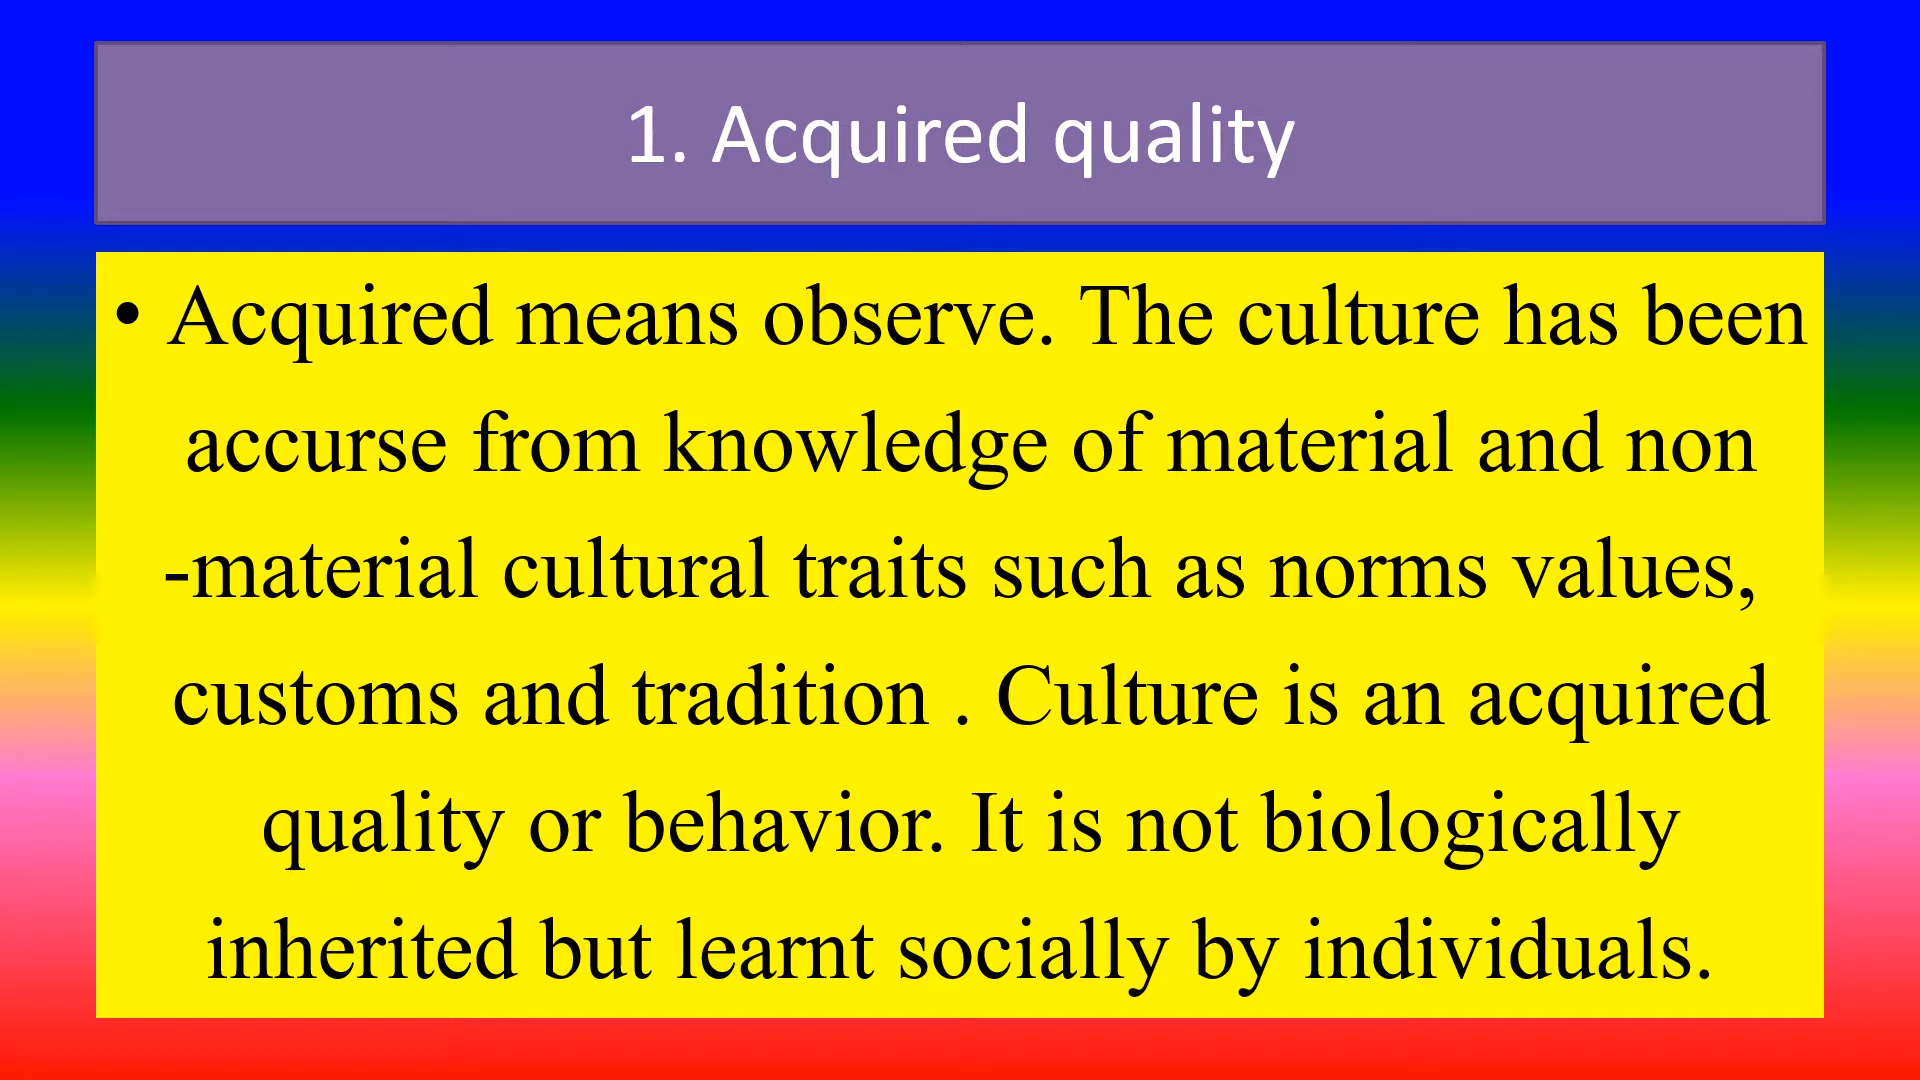 1. Acquired quality
• Acquired means observe. The culture has been
accurse from knowledge of material and non
-material cultural traits such as norms values,
customs and tradition . Culture is an acquired
quality or behavior. It is not biologically
inherited but learnt socially by individuals.